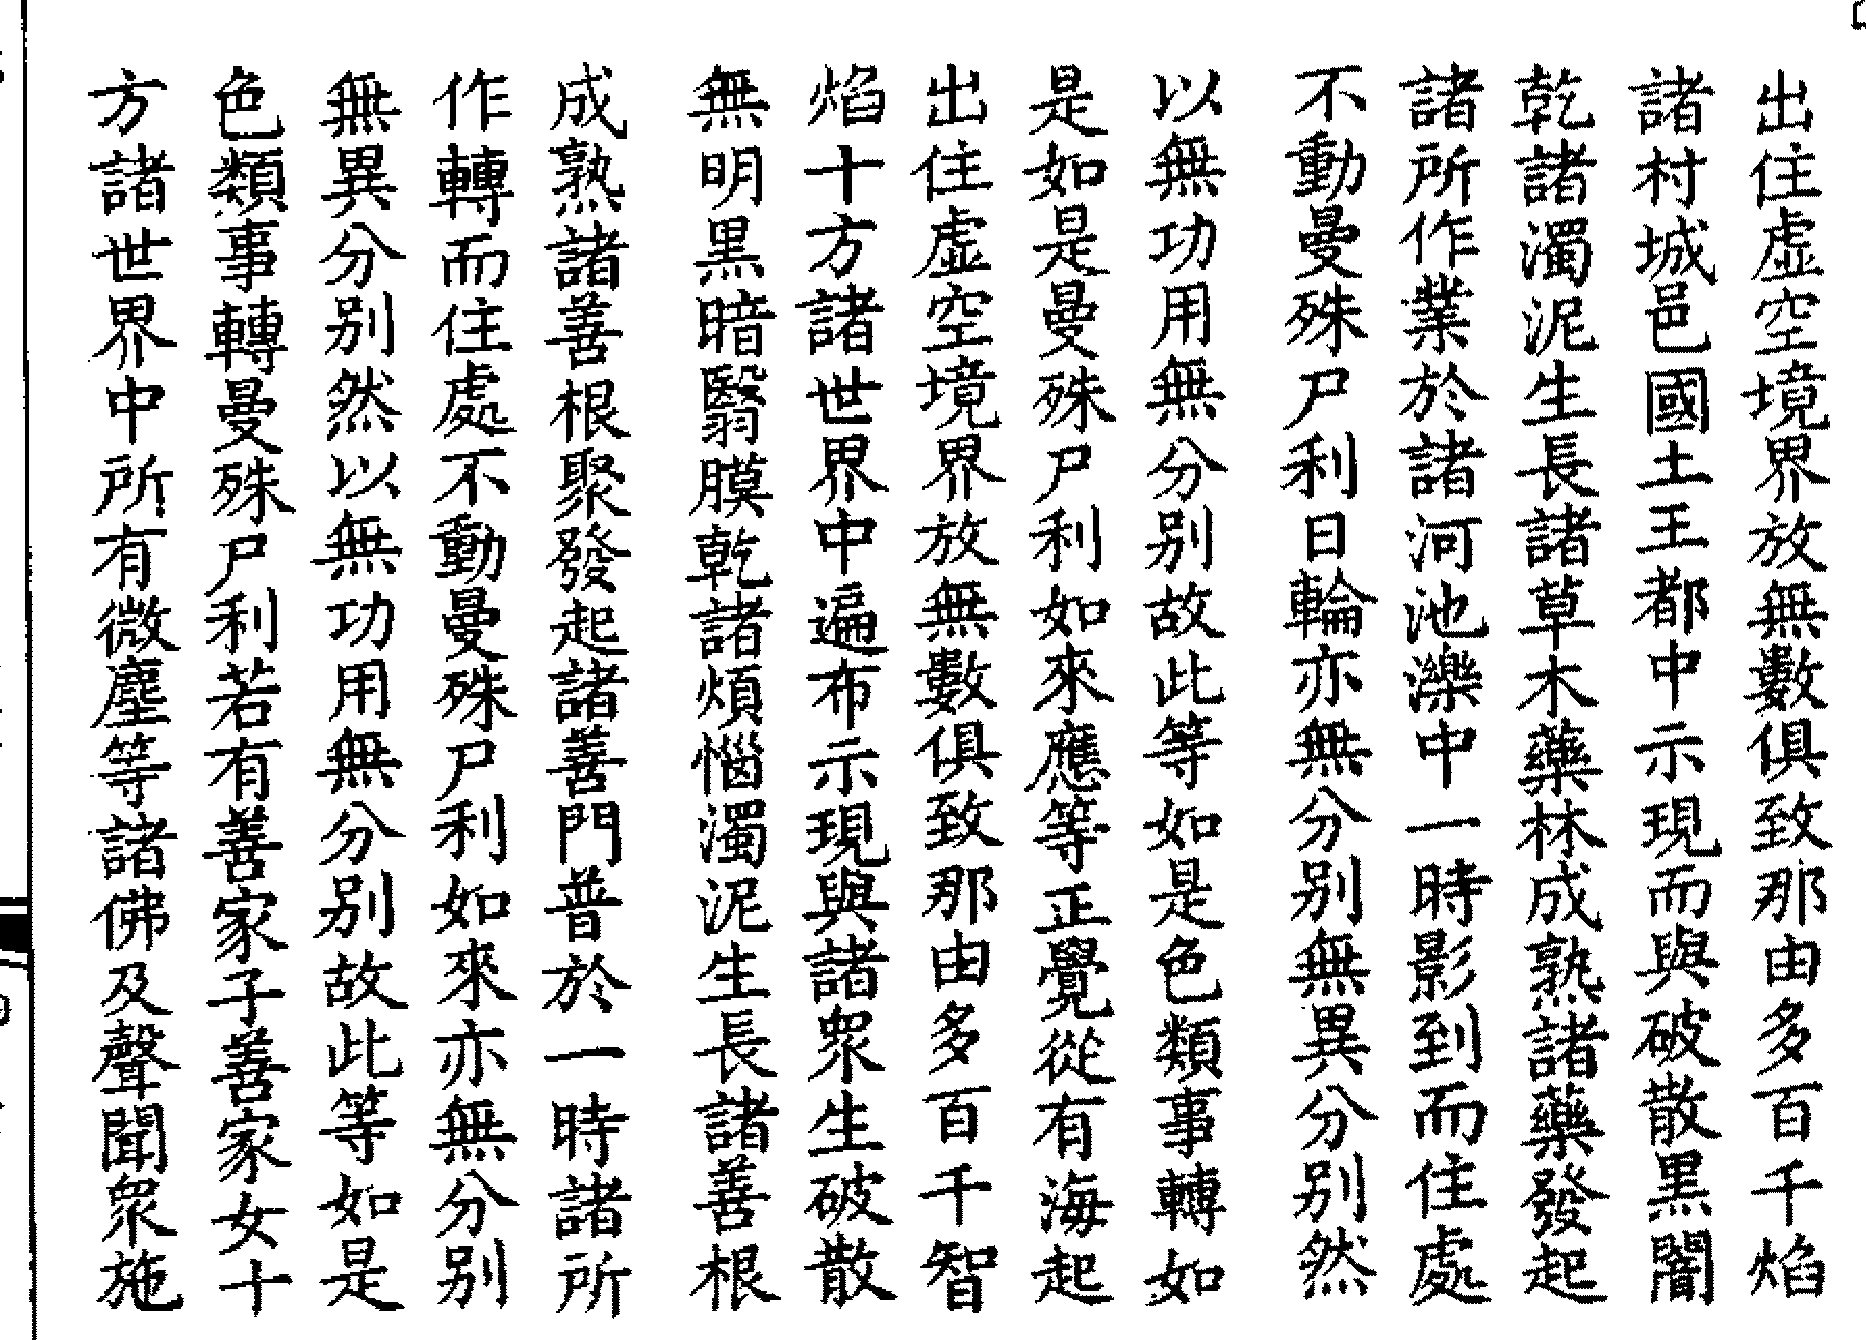 出住虚空境界放無數俱致那由多百千焰
諸村城邑國土王都中示現而與破散黑闇
乾諸濁泥生長諸草木藥林成熟諸藥發起
諸所作業於諸河池濼中一時影到而住處
不動曼殊尸利日輪亦無分别無異分别然
以無功用無分别故此等如是色類事轉如
是如是曼殊尸利如來應等正覺從有海起
出住虚空境界放無數俱致那由多百千智
焰十方諸世界中遍布示現與諸衆生破散
無明黑暗翳膜乾諸煩惱濁泥生長諸善根
成熟諸善根聚發起諸善門普於一時諸所
作轉而住處不動曼殊尸利如來亦無分别
無異分别然以無功用無分别故此等如是
色類事轉曼殊尸利若有善家子善家女十
方諸世界中所有微塵等諸佛及聲聞衆施